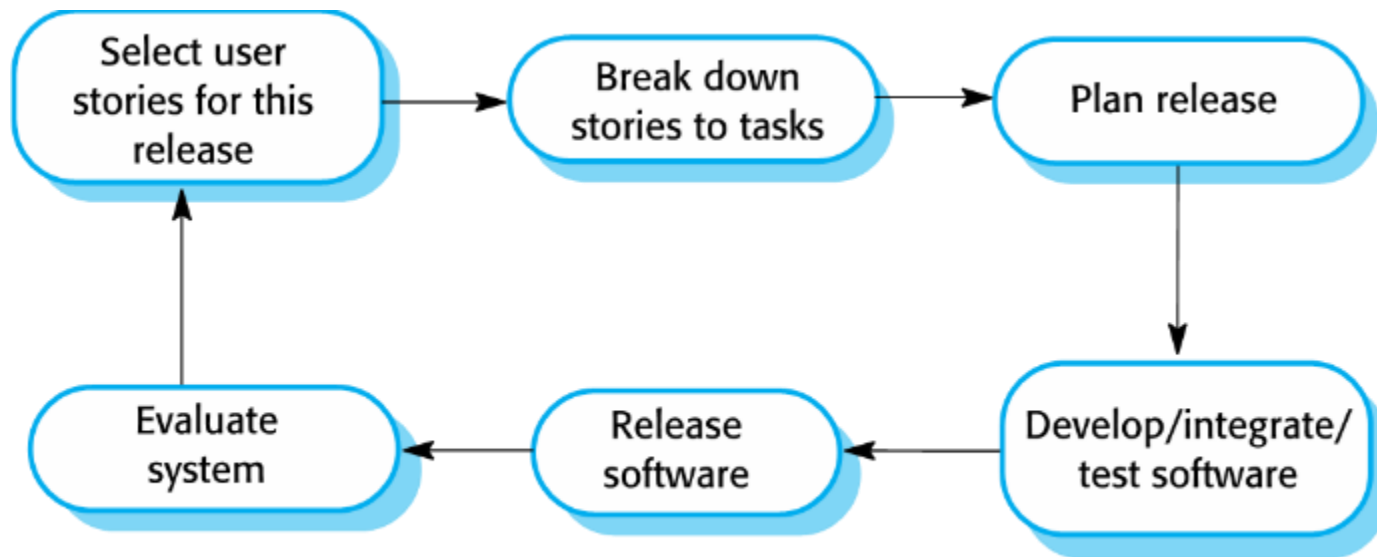 Select user
stories for this
release
Break down
stories to tasks
Plan release
Develop/integrate/
test software
Release
software
Evaluate
system